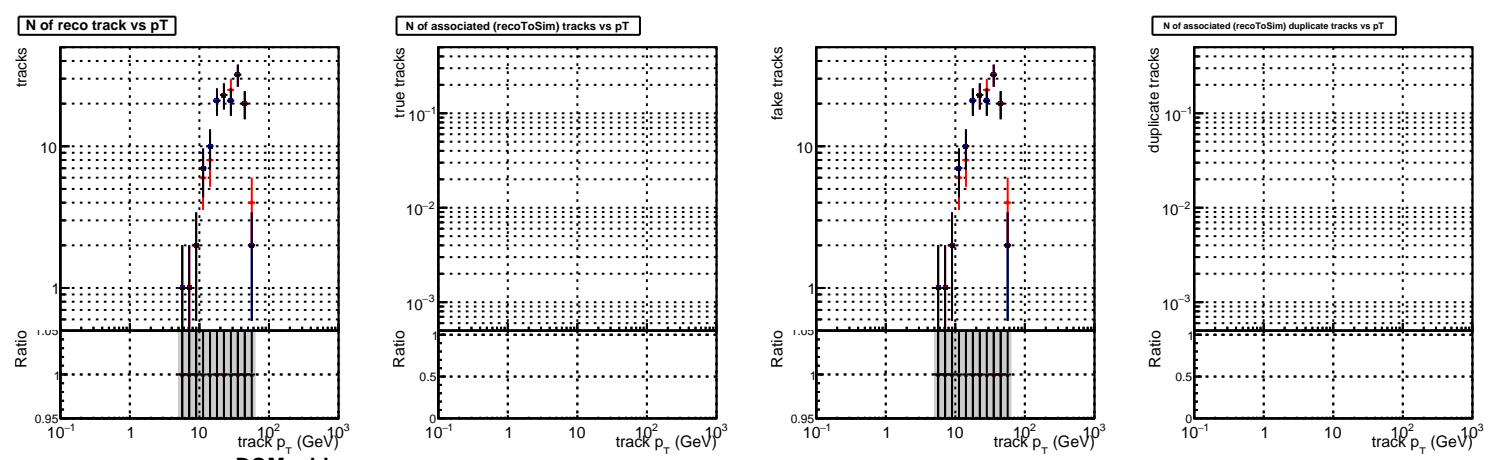 N of reco track vs pT
tracks
10
1
1.05
Ratio
1
0.95
10⁻¹ 1 10 10² 10³
track p_T (GeV)
N of associated (recoToSim) tracks vs pT
true tracks
10⁻¹
10⁻²
10⁻³
Ratio
1
0.5
0
10⁻¹ 1 10 10² 10³
track p_T (GeV)
fake tracks
10
1
1.05
Ratio
1
0.95
10⁻¹ 1 10 10² 10³
track p_T (GeV)
N of associated (recoToSim) duplicate tracks vs pT
duplicate tracks
10⁻¹
10⁻²
10⁻³
Ratio
1
0.5
0
10⁻¹ 1 10 10² 10³
track p_T (GeV)